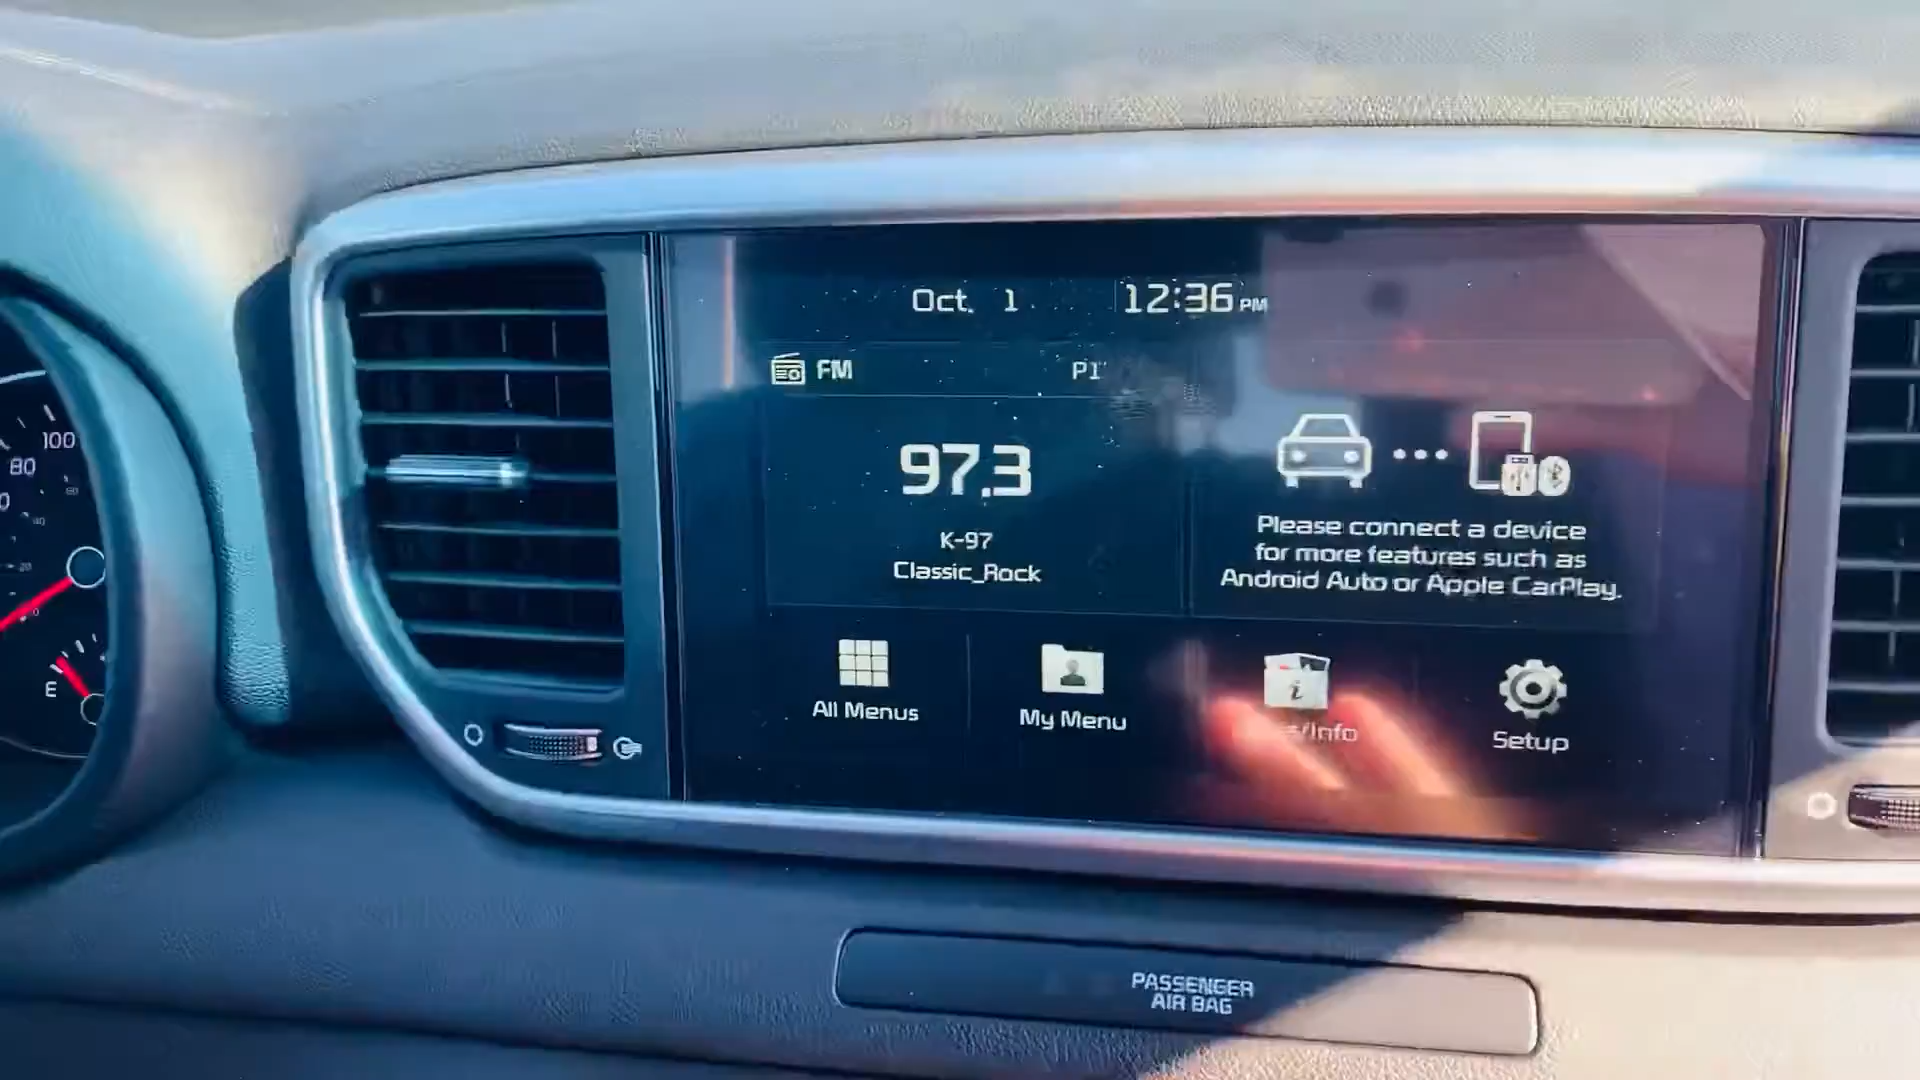 Oct. 1 12:36 PM
FM P1
97.3
K-97
Classic_Rock
Please connect a device
for more features such as
Android Auto or Apple CarPlay.
All Menus
My Menu
/Info
Setup
PASSENGER
AIR BAG
100
80
E